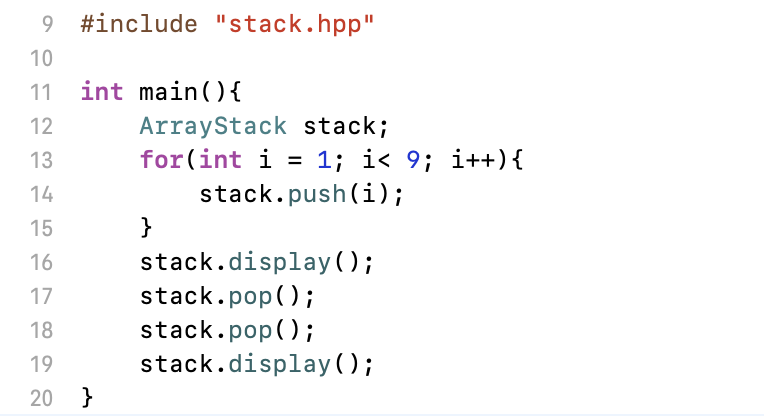 9 #include "stack.hpp"
10
11 int main(){
12     ArrayStack stack;
13     for(int i = 1; i< 9; i++){
14         stack.push(i);
15     }
16     stack.display();
17     stack.pop();
18     stack.pop();
19     stack.display();
20 }